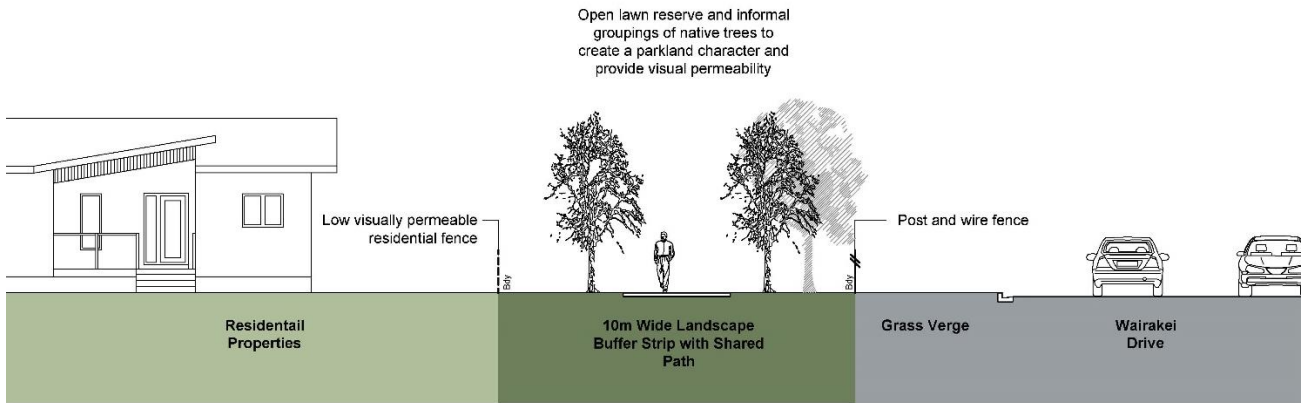 Open lawn reserve and informal
groupings of native trees to
create a parkland character and
provide visual permeability
Low visually permeable
residential fence
Bdy
Bdy
Post and wire fence
Residentail
Properties
10m Wide Landscape
Buffer Strip with Shared
Path
Grass Verge
Wairakei
Drive